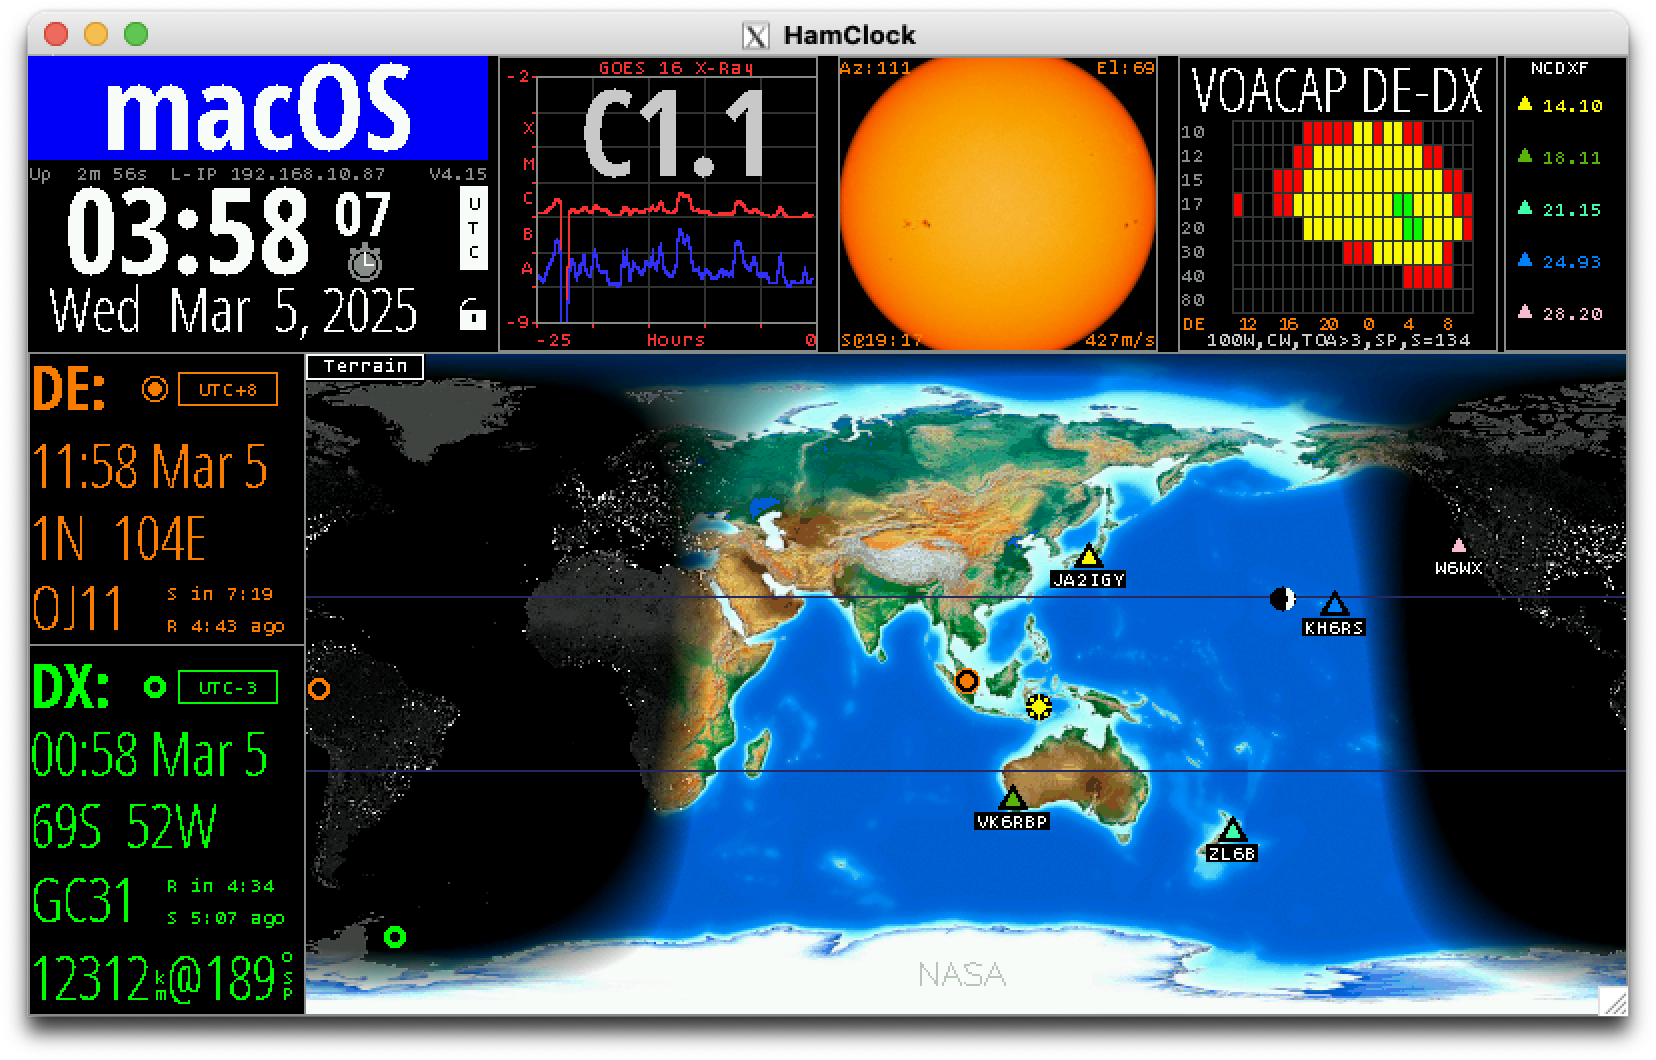 HamClock
macOS
Up 2m 56s L-IP 192.168.10.87 V4.15
03:58 07
UTC
Wed Mar 5, 2025
GOES 16 X-Ray
C1.1
-2
X
M
C
B
A
-9
-25 Hours 0
Az:111 El:69
S@19:17 427m/s
VOACAP DE-DX
10
12
15
17
20
30
40
80
DE 12 16 20 0 4 8
100W,CW,TOA>3,SP,S=134
NCDXF
14.10
18.11
21.15
24.93
28.20
DE: UTC+8
11:58 Mar 5
1N 104E
OJ11 S in 7:19
R 4:43 ago
DX: UTC-3
00:58 Mar 5
69S 52W
GC31 R in 4:34
S 5:07 ago
12312km@189°SP
Terrain
JA2IGY
W6WX
KH6RS
VK6RBP
ZL6B
NASA